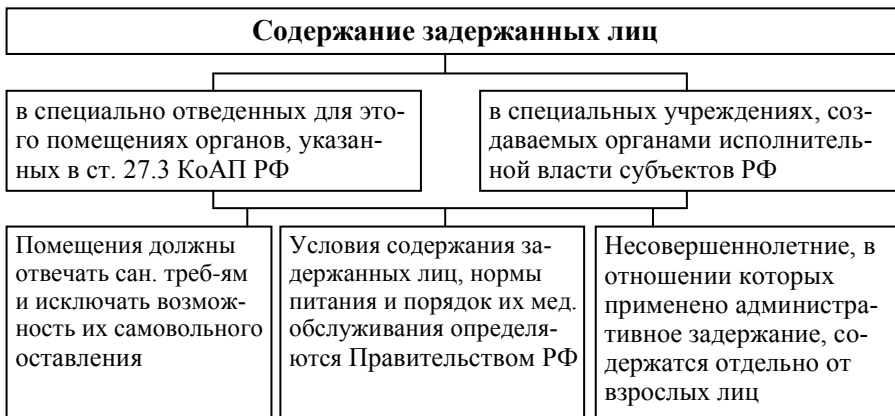 Содержание задержанных лиц
в специально отведенных для это-
го помещениях органов, указан-
ных в ст. 27.3 КоАП РФ
в специальных учреждениях, соз-
даваемых органами исполнитель-
ной власти субъектов РФ
Помещения должны
отвечать сан. треб-ям
и исключать возмож-
ность их самовольного
оставления
Условия содержания за-
держанных лиц, нормы
питания и порядок их мед.
обслуживания определя-
ются Правительством РФ
Несовершеннолетние, в
отношении которых
применено администра-
тивное задержание, со-
держатся отдельно от
взрослых лиц